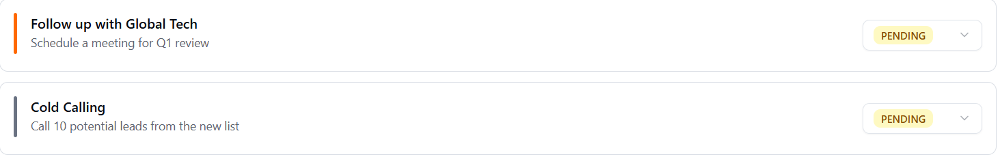 Follow up with Global Tech
Schedule a meeting for Q1 review
PENDING
Cold Calling
Call 10 potential leads from the new list
PENDING